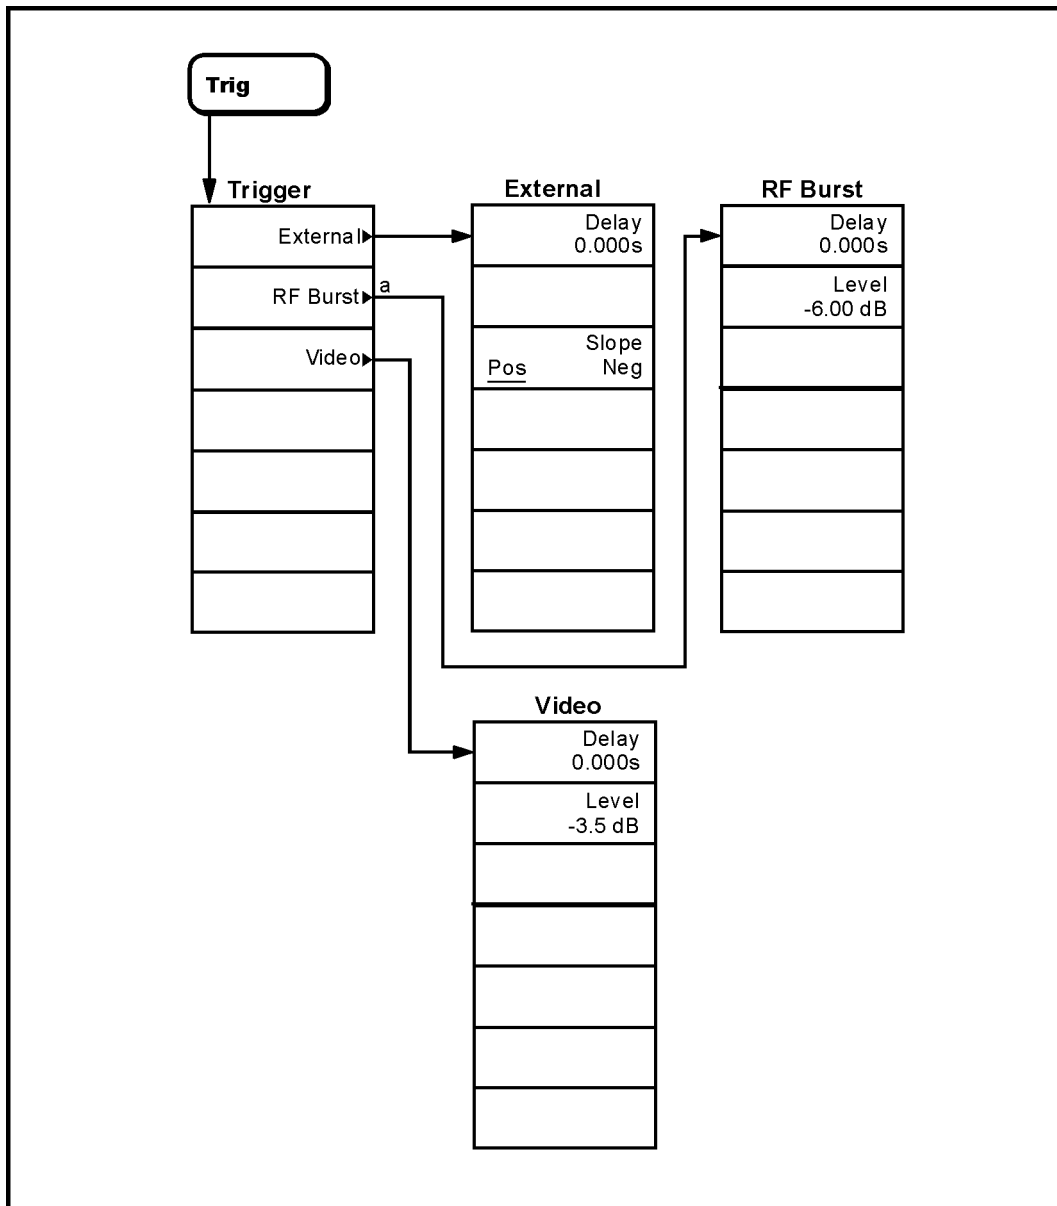 Trig
Trigger
External
RF Burst
a
Video
External
Delay
0.000s
Slope
Pos Neg
RF Burst
Delay
0.000s
Level
-6.00 dB
Video
Delay
0.000s
Level
-3.5 dB